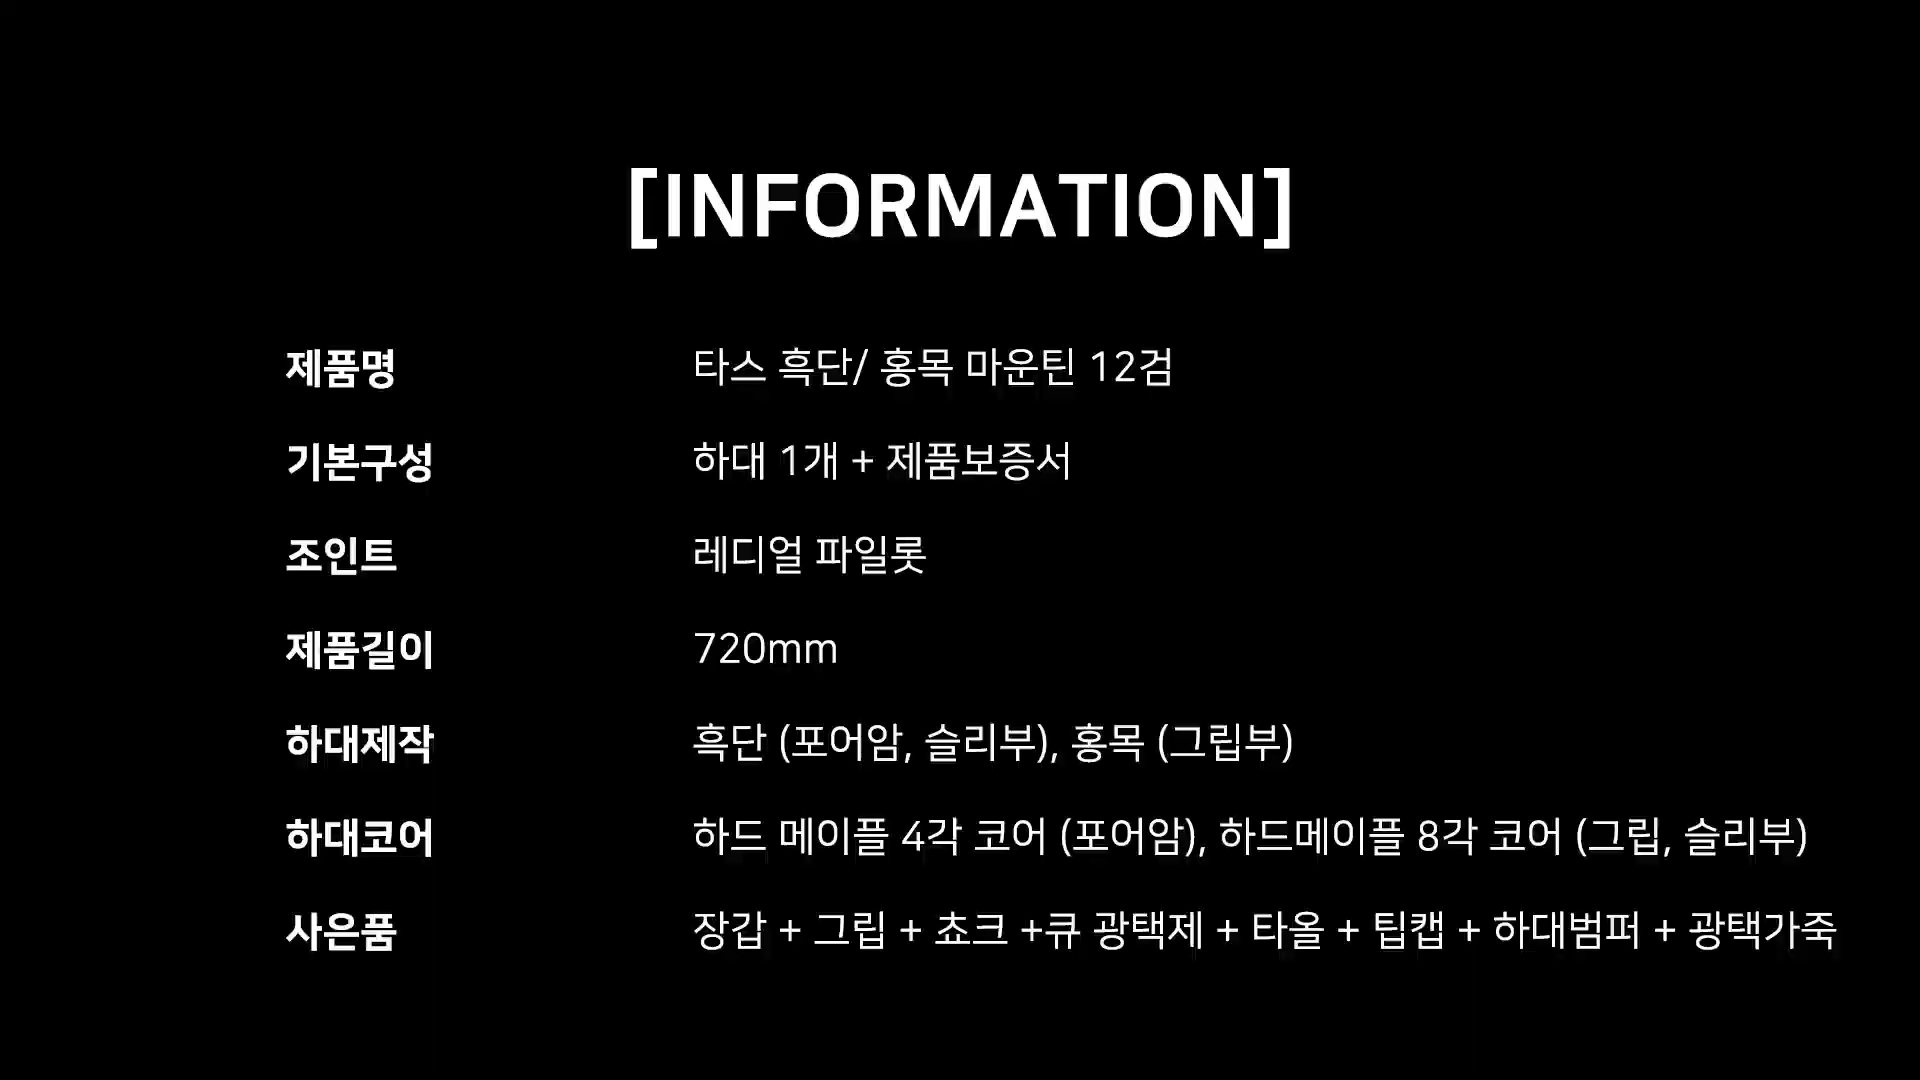 [INFORMATION]
제품명 타스 흑단/ 홍목 마운틴 12검
기본구성 하대 1개 + 제품보증서
조인트 레디얼 파일롯
제품길이 720mm
하대제작 흑단 (포어암, 슬리부), 홍목 (그립부)
하대코어 하드 메이플 4각 코어 (포어암), 하드메이플 8각 코어 (그립, 슬리부)
사은품 장갑 + 그립 + 쵸크 +큐 광택제 + 타올 + 팁캡 + 하대범퍼 + 광택가죽